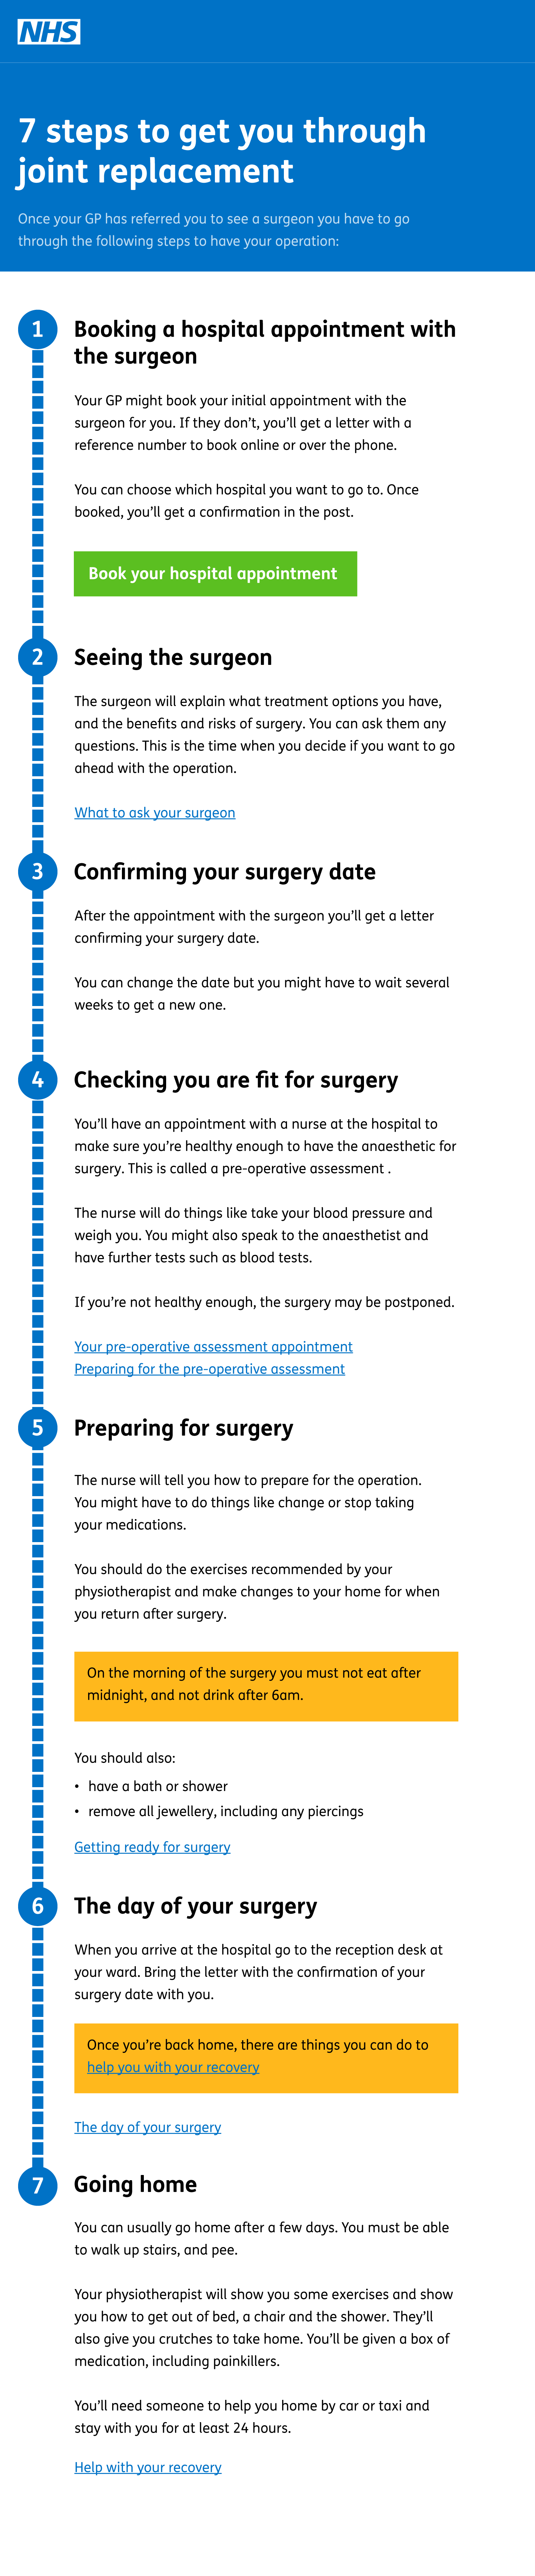 NHS
7 steps to get you through
joint replacement
Once your GP has referred you to see a surgeon you have to go
through the following steps to have your operation:
1
Booking a hospital appointment with
the surgeon
Your GP might book your initial appointment with the
surgeon for you. If they don’t, you’ll get a letter with a
reference number to book online or over the phone.
You can choose which hospital you want to go to. Once
booked, you’ll get a confirmation in the post.
Book your hospital appointment
2
Seeing the surgeon
The surgeon will explain what treatment options you have,
and the benefits and risks of surgery. You can ask them any
questions. This is the time when you decide if you want to go
ahead with the operation.
What to ask your surgeon
3
Confirming your surgery date
After the appointment with the surgeon you’ll get a letter
confirming your surgery date.
You can change the date but you might have to wait several
weeks to get a new one.
4
Checking you are fit for surgery
You’ll have an appointment with a nurse at the hospital to
make sure you’re healthy enough to have the anaesthetic for
surgery. This is called a pre-operative assessment .
The nurse will do things like take your blood pressure and
weigh you. You might also speak to the anaesthetist and
have further tests such as blood tests.
If you’re not healthy enough, the surgery may be postponed.
Your pre-operative assessment appointment
Preparing for the pre-operative assessment
5
Preparing for surgery
The nurse will tell you how to prepare for the operation.
You might have to do things like change or stop taking
your medications.
You should do the exercises recommended by your
physiotherapist and make changes to your home for when
you return after surgery.
On the morning of the surgery you must not eat after
midnight, and not drink after 6am.
You should also:
• have a bath or shower
• remove all jewellery, including any piercings
Getting ready for surgery
6
The day of your surgery
When you arrive at the hospital go to the reception desk at
your ward. Bring the letter with the confirmation of your
surgery date with you.
Once you’re back home, there are things you can do to
help you with your recovery
The day of your surgery
7
Going home
You can usually go home after a few days. You must be able
to walk up stairs, and pee.
Your physiotherapist will show you some exercises and show
you how to get out of bed, a chair and the shower. They’ll
also give you crutches to take home. You’ll be given a box of
medication, including painkillers.
You’ll need someone to help you home by car or taxi and
stay with you for at least 24 hours.
Help with your recovery